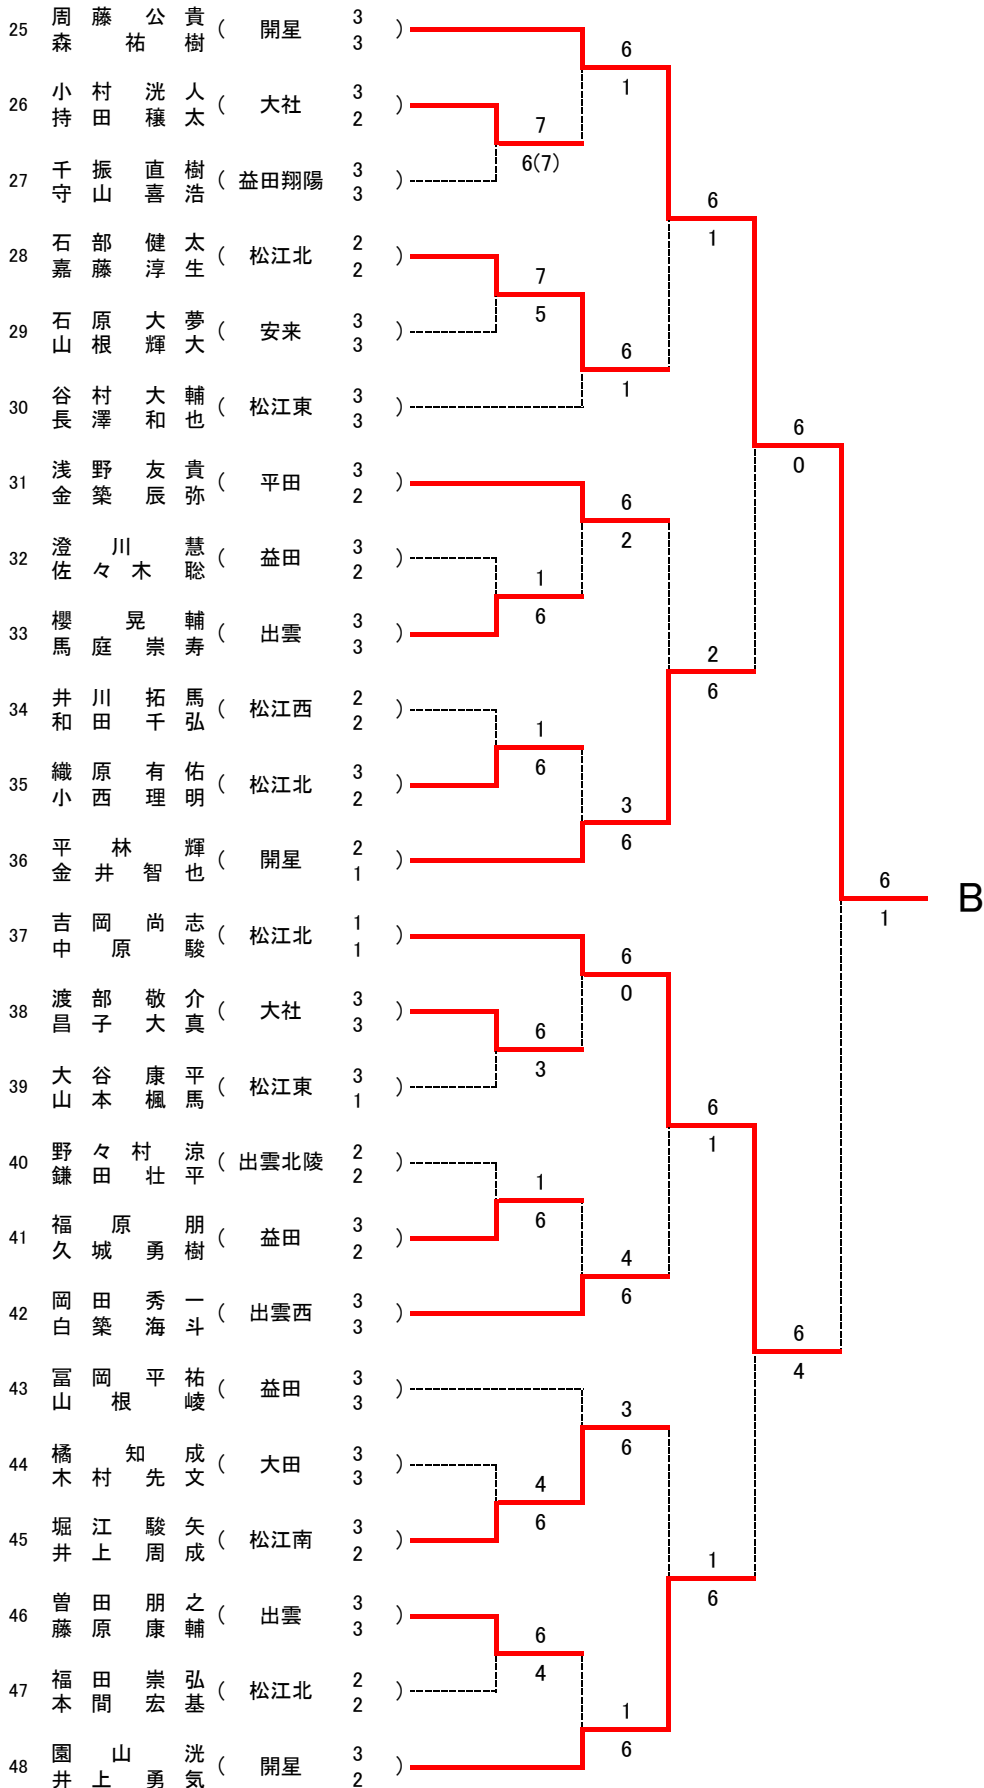 25 周藤公貴 ( 開星 3 )
森祐樹 3
26 小村洸人 ( 大社 3 )
持田穣太 2
27 千振直樹 ( 益田翔陽 3 )
守山喜浩 3
28 石部健太 ( 松江北 2 )
嘉藤淳生 2
29 石原大夢 ( 安来 3 )
山根輝大 3
30 谷村大輔 ( 松江東 3 )
長澤和也 3
31 浅野友貴 ( 平田 3 )
金築辰弥 2
32 澄川慧 ( 益田 3 )
佐々木聡 2
33 櫻晃輔 ( 出雲 3 )
馬庭崇寿 3
34 井川拓馬 ( 松江西 2 )
和田千弘 2
35 織原有佑 ( 松江北 3 )
小西理明 2
36 平林輝 ( 開星 2 )
金井智也 1
37 吉岡尚志 ( 松江北 1 )
中原駿 1
38 渡部敬介 ( 大社 3 )
昌子大真 3
39 大谷康平 ( 松江東 3 )
山本楓馬 1
40 野々村涼 ( 出雲北陵 2 )
鎌田壮平 2
41 福原朋 ( 益田 3 )
久城勇樹 2
42 岡田秀一 ( 出雲西 3 )
白築海斗 3
43 冨岡平祐 ( 益田 3 )
山根崚 3
44 橘知成 ( 大田 3 )
木村先文 3
45 堀江駿矢 ( 松江南 3 )
井上周成 2
46 曽田朋之 ( 出雲 3 )
藤原康輔 3
47 福田崇弘 ( 松江北 2 )
本間宏基 2
48 園山洸 ( 開星 3 )
井上勇気 2
7
6(7)
7
5
1
6
1
6
6
3
1
6
4
6
6
4
6
1
6
1
6
2
3
6
6
0
4
6
3
6
1
6
6
1
2
6
6
1
1
6
6
0
6
4
6
1
B